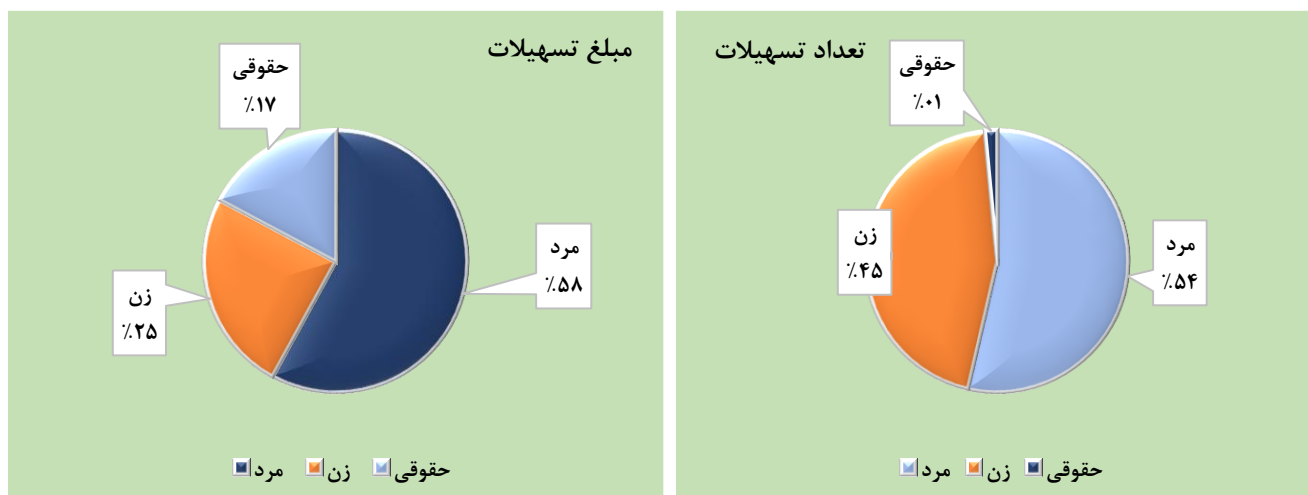 تعداد تسهیلات
حقوقی
٪۰۱
زن
٪۴۵
مرد
٪۵۴
مرد زن حقوقی
مبلغ تسهیلات
حقوقی
٪۱۷
مرد
٪۵۸
زن
٪۲۵
مرد زن حقوقی